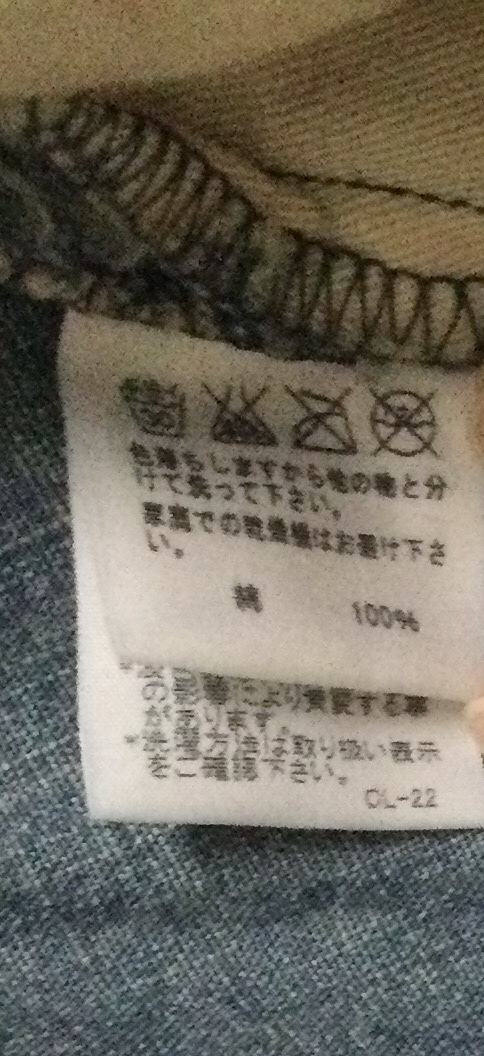 色落ちしますから他の物と分
けて洗って下さい。
家庭での乾燥機はお避け下さ
い。
綿 100%
の影響により黄変する事
があります。
*洗濯方法は取り扱い表示
をご確認下さい。
CL-22